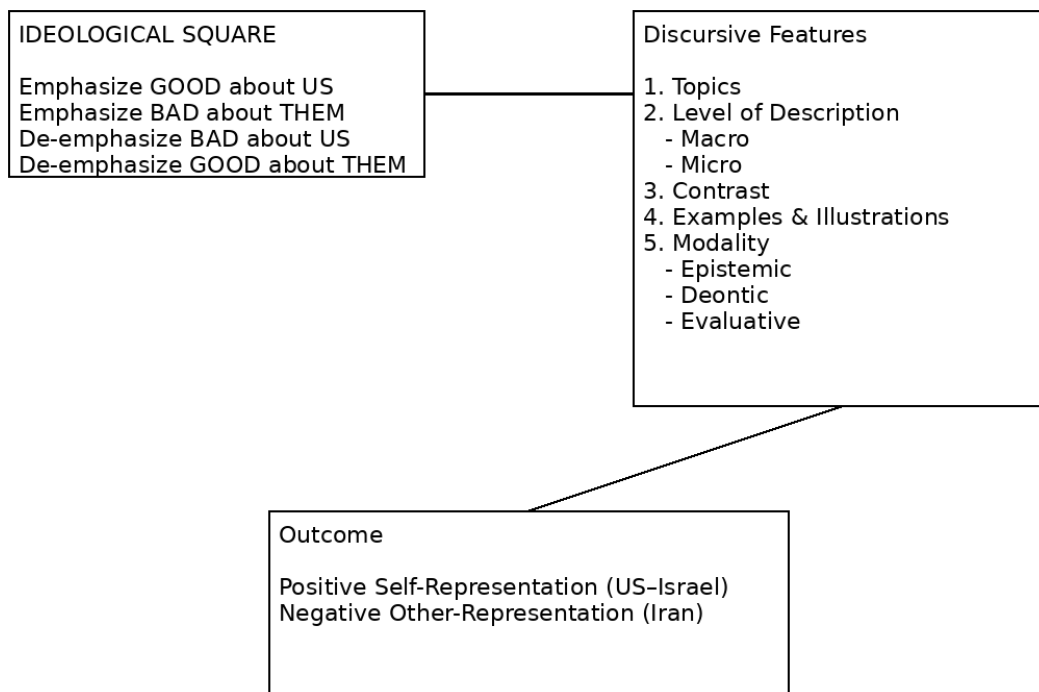 IDEOLOGICAL SQUARE
Emphasize GOOD about US
Emphasize BAD about THEM
De-emphasize BAD about US
De-emphasize GOOD about THEM
Discursive Features
1. Topics
2. Level of Description
- Macro
- Micro
3. Contrast
4. Examples & Illustrations
5. Modality
- Epistemic
- Deontic
- Evaluative
Outcome
Positive Self-Representation (US–Israel)
Negative Other-Representation (Iran)